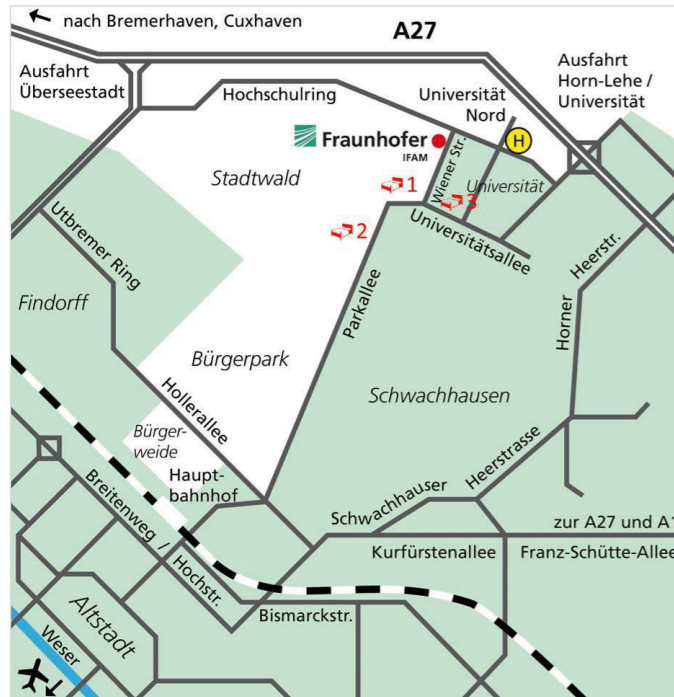 nach Bremerhaven, Cuxhaven
A27
Ausfahrt
Überseestadt
Hochschulring
Universität
Nord
Ausfahrt
Horn-Lehe /
Universität
H
Fraunhofer
IFAM
Wiener Str.
Stadtwald
1
3
Universität
2
Universitätsallee
Utbremer Ring
Findorff
Parkallee
Heerstr.
Horner
Bürgerpark
Schwachhausen
Hollerallee
Bürger-
weide
Haupt-
bahnhof
Schwachhauser
Heerstrasse
Breitenweg /
Hochstr.
zur A27 und A1
Kurfürstenallee
Franz-Schütte-Allee
Bismarckstr.
Altstadt
Weser